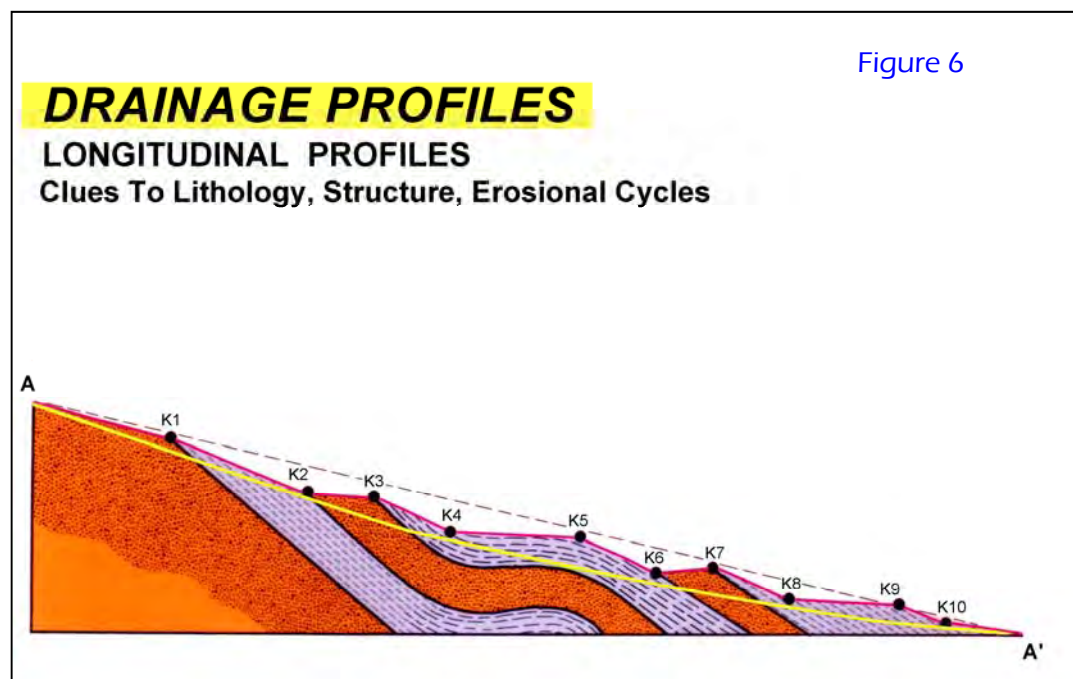 Figure 6
DRAINAGE PROFILES
LONGITUDINAL PROFILES
Clues To Lithology, Structure, Erosional Cycles
A
K1
K2
K3
K4
K5
K6
K7
K8
K9
K10
A'